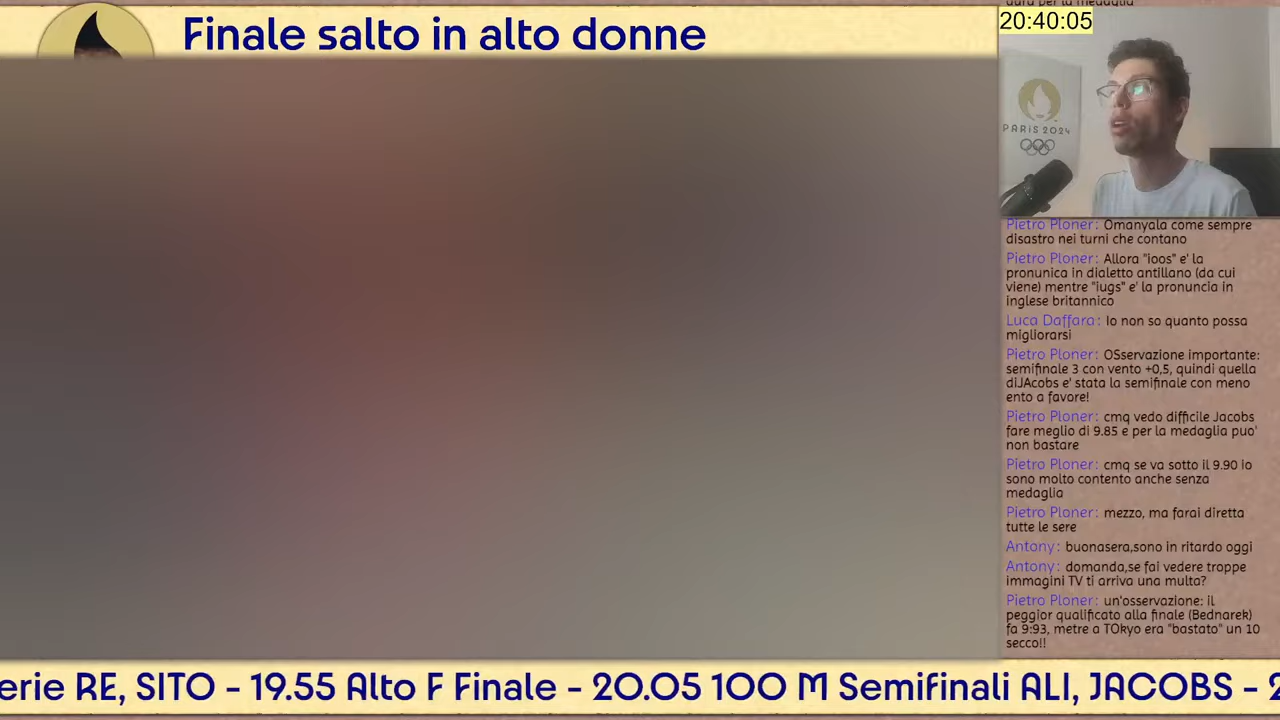 Finale salto in alto donne
20:40:05
PARIS 2024
Pietro Ploner: Omanyala come sempre
disastro nei turni che contano
Pietro Ploner: Allora "ioos" e' la
pronunica in dialetto antillano (da cui
viene) mentre "iugs" e' la pronuncia in
inglese britannico
Luca Daffara: Io non so quanto possa
migliorarsi
Pietro Ploner: OSservazione importante:
semifinale 3 con vento +0,5, quindi quella
diJAcobs e' stata la semifinale con meno
ento a favore!
Pietro Ploner: cmq vedo difficile Jacobs
fare meglio di 9.85 e per la medaglia puo'
non bastare
Pietro Ploner: cmq se va sotto il 9.90 io
sono molto contento anche senza
medaglia
Pietro Ploner: mezzo, ma farai diretta
tutte le sere
Antony: buonasera,sono in ritardo oggi
Antony: domanda,se fai vedere troppe
immagini TV ti arriva una multa?
Pietro Ploner: un'osservazione: il
peggior qualificato alla finale (Bednarek)
fa 9:93, metre a TOkyo era "bastato" un 10
secco!!
erie RE, SITO - 19.55 Alto F Finale - 20.05 100 M Semifinali ALI, JACOBS - 2